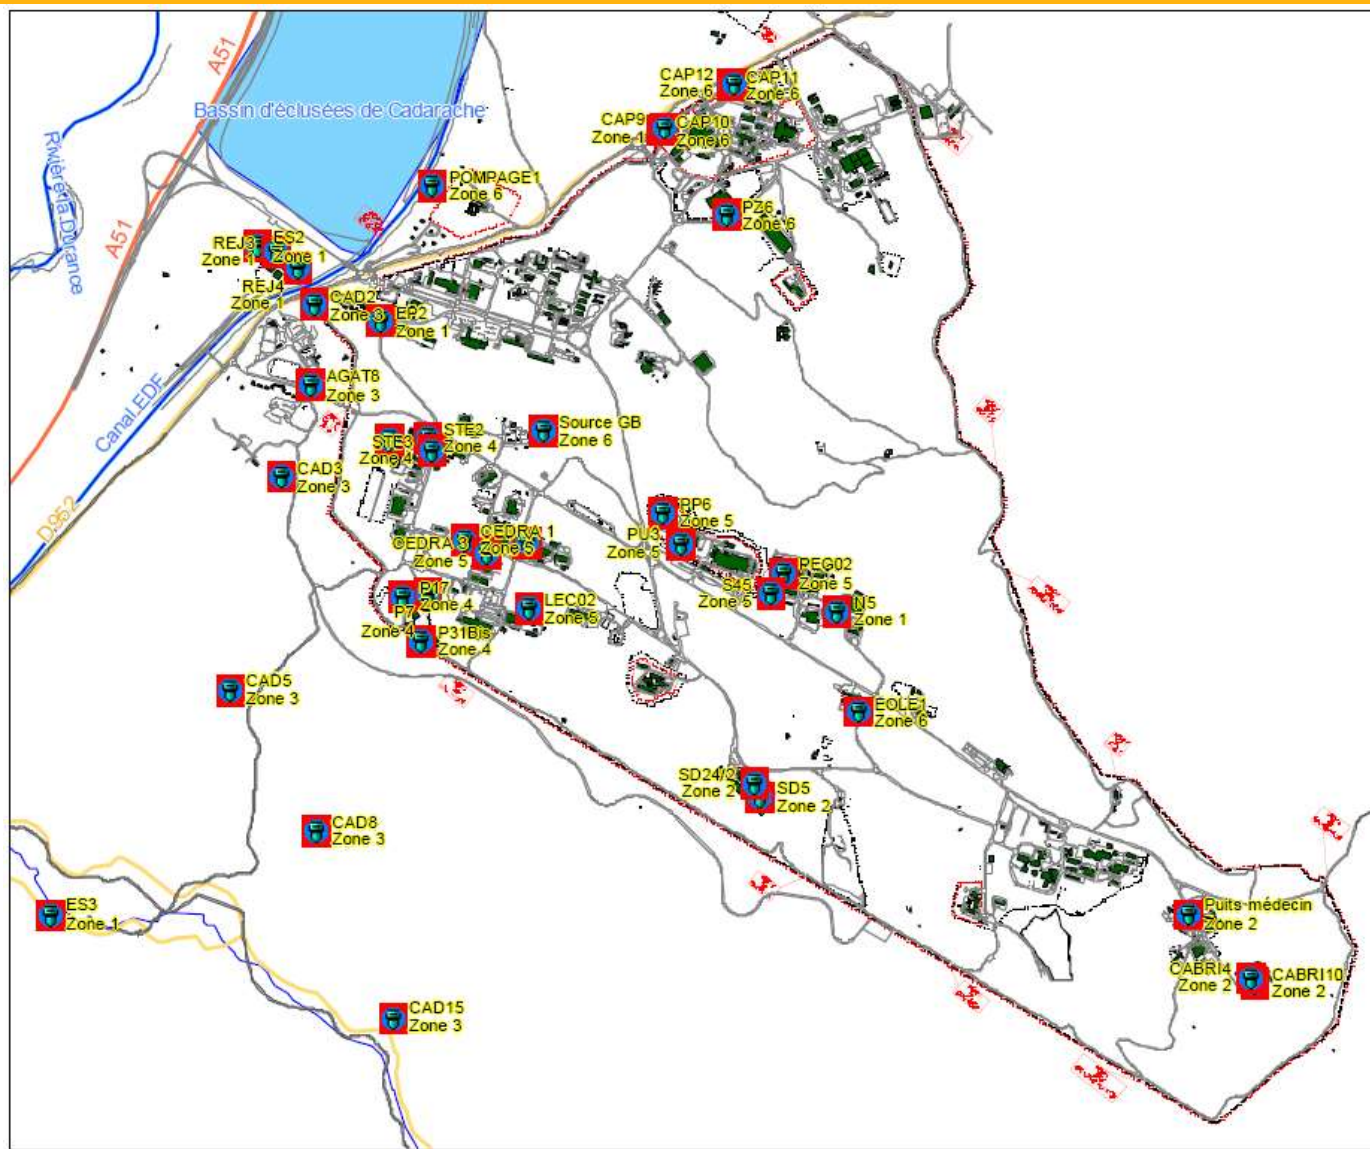 A51
CAP12
Zone 6
CAP11
Zone 6
Bassin d'éclusées de Cadarache
CAP9
Zone 1
CAP10
Zone 6
Rivière la Durance
POMPAGE1
Zone 6
PZ6
Zone 6
A51
REJ3
Zone 1
ES2
Zone 1
REJ4
Zone 1
CAD2
Zone 3
EP2
Zone 1
AGAT8
Zone 3
Canal EDF
STE3
Zone 4
STE2
Zone 4
Source GB
Zone 6
CAD3
Zone 3
D952
PP6
Zone 5
PU3
Zone 5
CEDRA 3
Zone 5
CEDRA 1
Zone 5
PEG02
Zone 5
S45
Zone 5
N5
Zone 1
P17
Zone 4
P7
Zone 4
LEC02
Zone 5
P31Bis
Zone 4
CAD5
Zone 3
EOLE1
Zone 6
SD24/2
Zone 2
SD5
Zone 2
CAD8
Zone 3
ES3
Zone 1
Puits médecin
Zone 2
CABRI4
Zone 2
CABRI10
Zone 2
CAD15
Zone 3